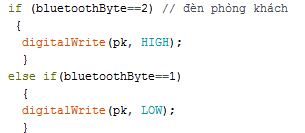 if (bluetoothByte==2) // đèn phòng khách
{
digitalWrite(pk, HIGH);
}
else if(bluetoothByte==1)
{
digitalWrite(pk, LOW);
}